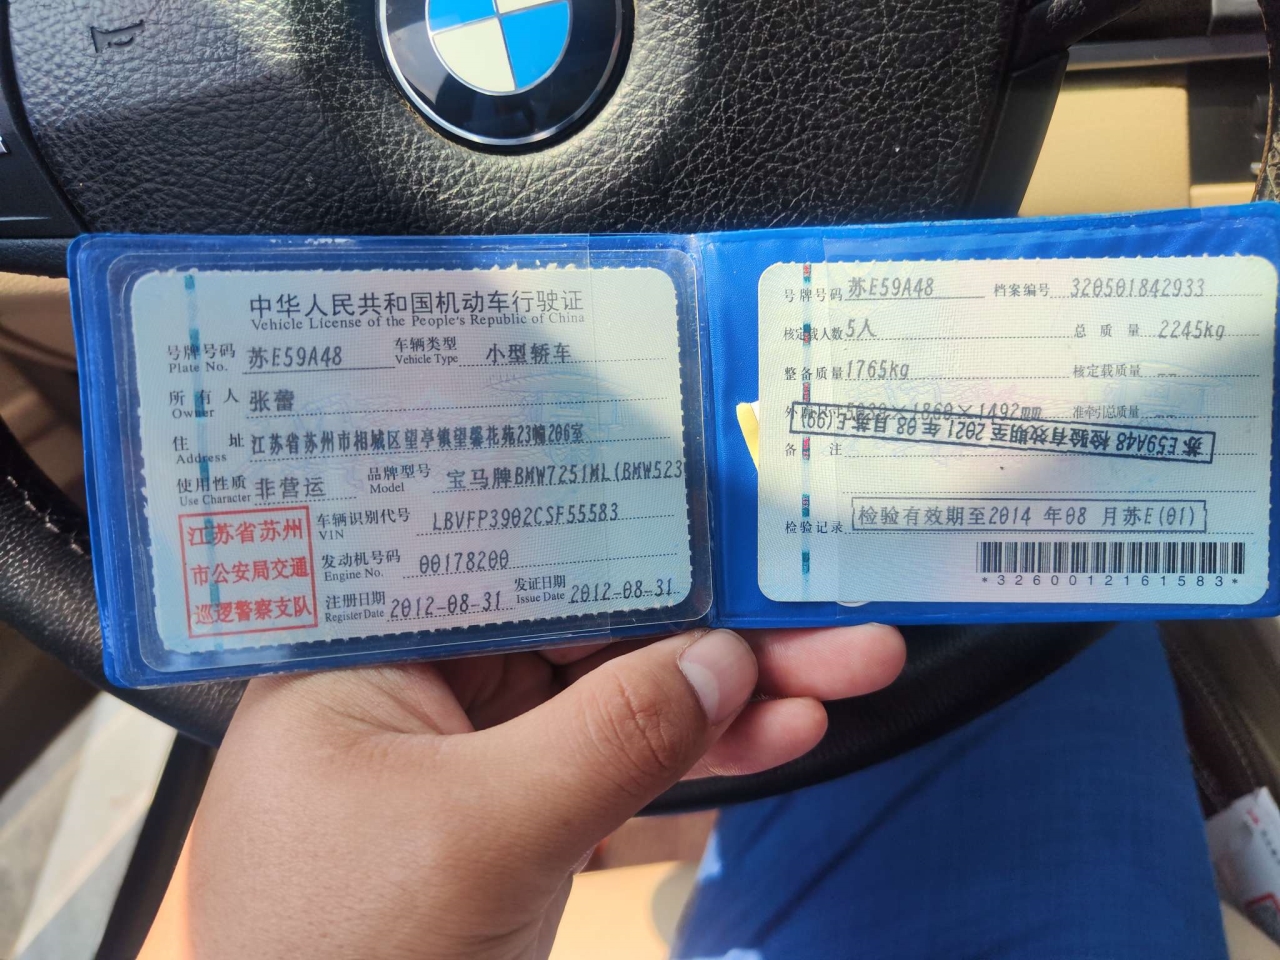 中华人民共和国机动车行驶证
Vehicle License of the People's Republic of China
号牌号码 苏E59A48 车辆类型 小型轿车
Plate No. Vehicle Type
所有人 张蕾
Owner
住址 江苏省苏州市相城区望亭镇望馨花苑23幢206室
Address
使用性质 非营运 品牌型号 宝马牌BMW7251ML(BMW523
Use Character Model
江苏省苏州
市公安局交通
巡逻警察支队
车辆识别代号 LBVFP3902CSF55583
VIN
发动机号码 00178200
Engine No.
注册日期 2012-08-31 发证日期 2012-08-31
Register Date Issue Date
号牌号码 苏E59A48 档案编号 320501842933
核定载人数 5人 总质量 2245kg
整备质量 1765kg 核定载质量 --
×1860×1492mm 准牵引总质量 --
苏E59A48 检验有效期至2021年08月苏E(99)
备注
检验记录 检验有效期至2014 年08 月苏E(01)
*3260012161583*